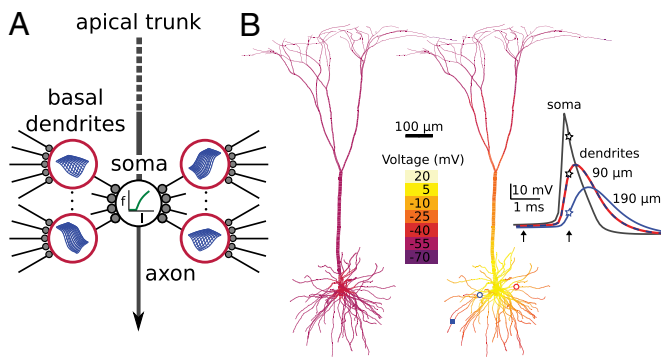 A
apical trunk
basal
dendrites
soma
f
I
axon
B
100 µm
Voltage (mV)
20
5
-10
-25
-40
-55
-70
soma
dendrites
90 µm
190 µm
10 mV
1 ms